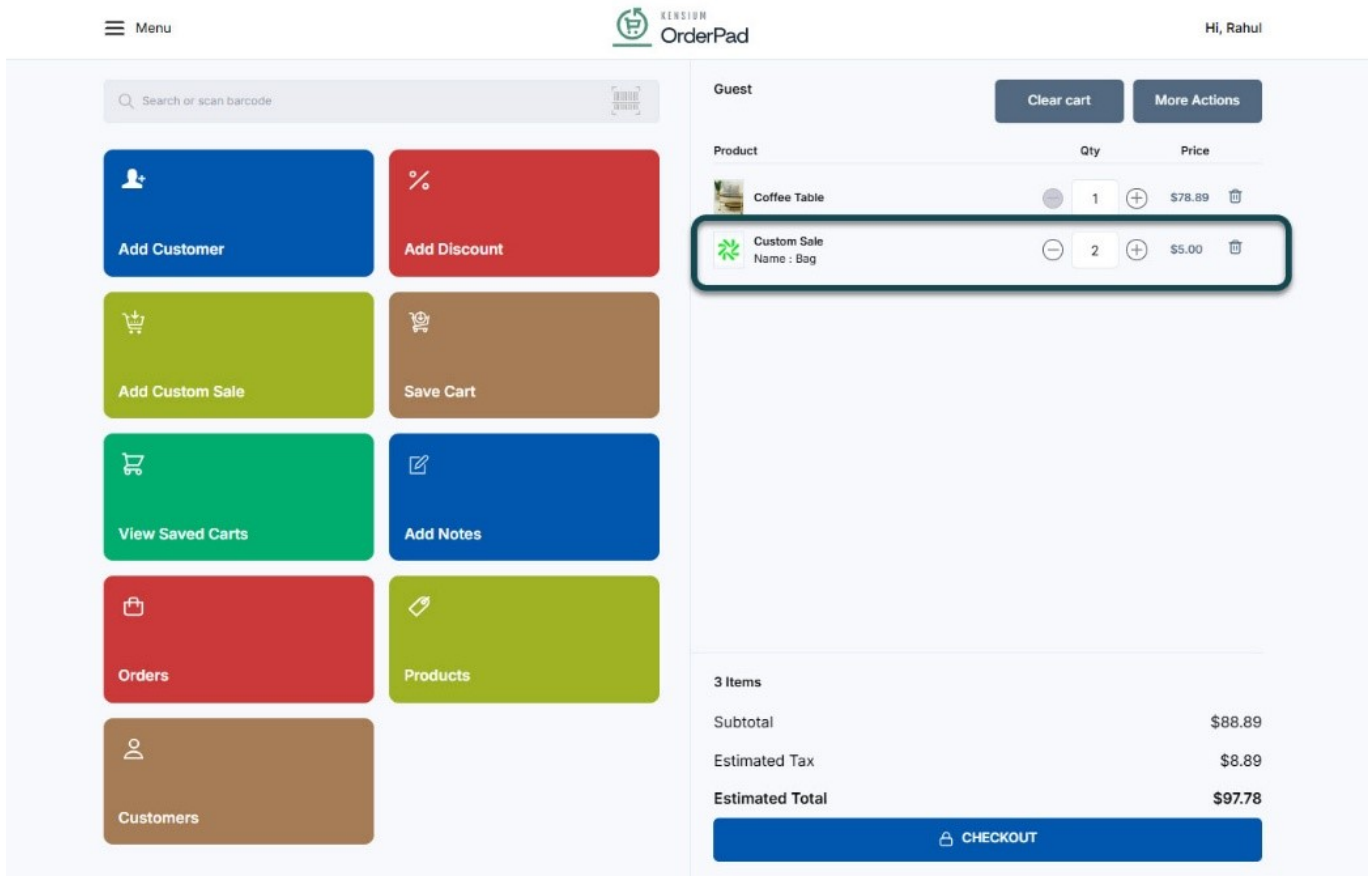 Menu
KENSIUM
OrderPad
Hi, Rahul
Search or scan barcode
Add Customer
Add Discount
Add Custom Sale
Save Cart
View Saved Carts
Add Notes
Orders
Products
Customers
Guest
Clear cart
More Actions
Product Qty Price
Coffee Table 1 $78.89
Custom Sale
Name : Bag 2 $5.00
3 Items
Subtotal $88.89
Estimated Tax $8.89
Estimated Total $97.78
CHECKOUT